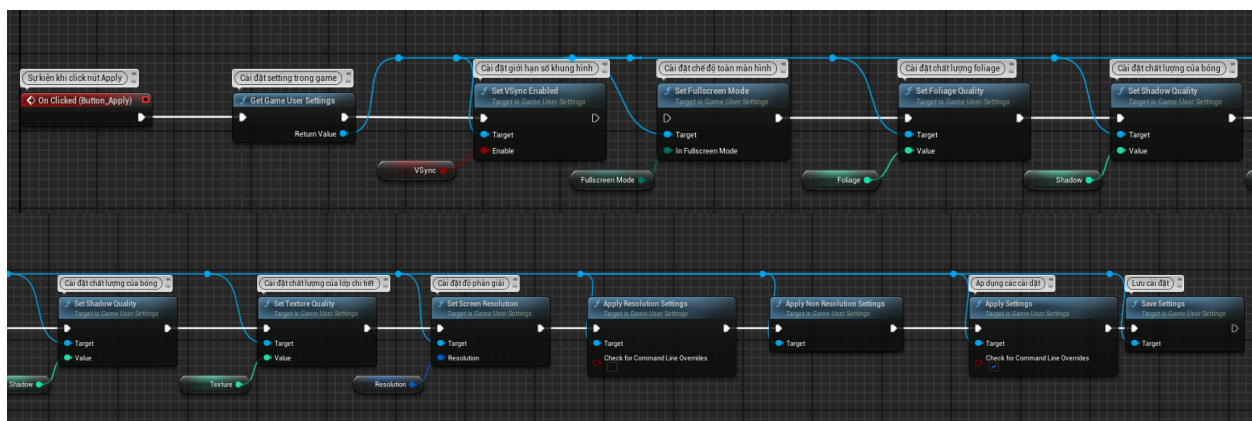 Sự kiện khi click nút Apply
On Clicked (Button_Apply)
Cài đặt setting trong game
Get Game User Settings
Return Value
Cài đặt giới hạn số khung hình
Set VSync Enabled
Target is Game User Settings
Target
Enable
VSync
Cài đặt chế độ toàn màn hình
Set Fullscreen Mode
Target is Game User Settings
Target
In Fullscreen Mode
Fullscreen Mode
Cài đặt chất lượng foliage
Set Foliage Quality
Target is Game User Settings
Target
Value
Foliage
Cài đặt chất lượng của bóng
Set Shadow Quality
Target is Game User Settings
Target
Value
Shadow
Cài đặt chất lượng của bóng
Set Shadow Quality
Target is Game User Settings
Target
Value
Shadow
Cài đặt chất lượng của lớp chi tiết
Set Texture Quality
Target is Game User Settings
Target
Value
Texture
Cài đặt độ phân giải
Set Screen Resolution
Target is Game User Settings
Target
Resolution
Resolution
Apply Resolution Settings
Target is Game User Settings
Target
Check for Command Line Overrides
Apply Non Resolution Settings
Target is Game User Settings
Target
Áp dụng các cài đặt
Apply Settings
Target is Game User Settings
Target
Check for Command Line Overrides
Lưu cài đặt
Save Settings
Target is Game User Settings
Target